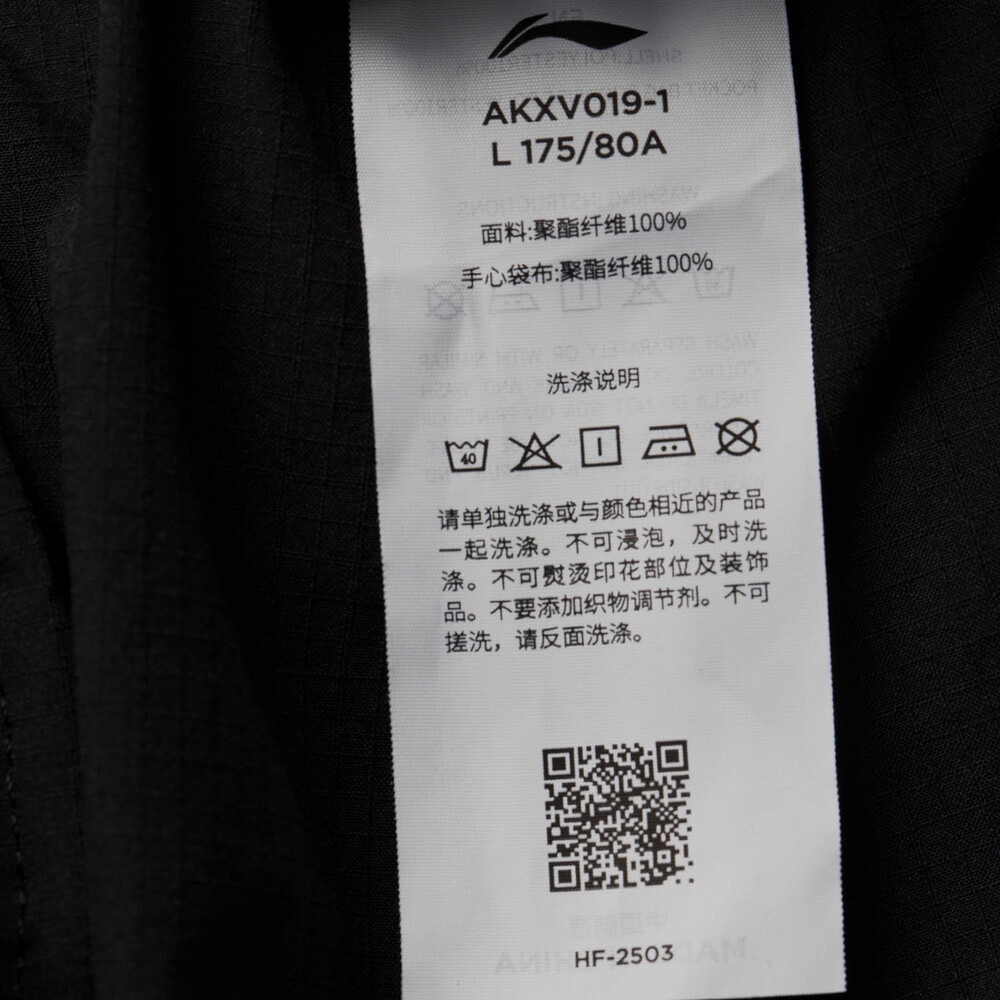 AKXV019-1
L 175/80A
面料:聚酯纤维100%
手心袋布:聚酯纤维100%
洗涤说明
40
请单独洗涤或与颜色相近的产品
一起洗涤。不可浸泡，及时洗
涤。不可熨烫印花部位及装饰
品。不要添加织物调节剂。不可
搓洗，请反面洗涤。
HF-2503